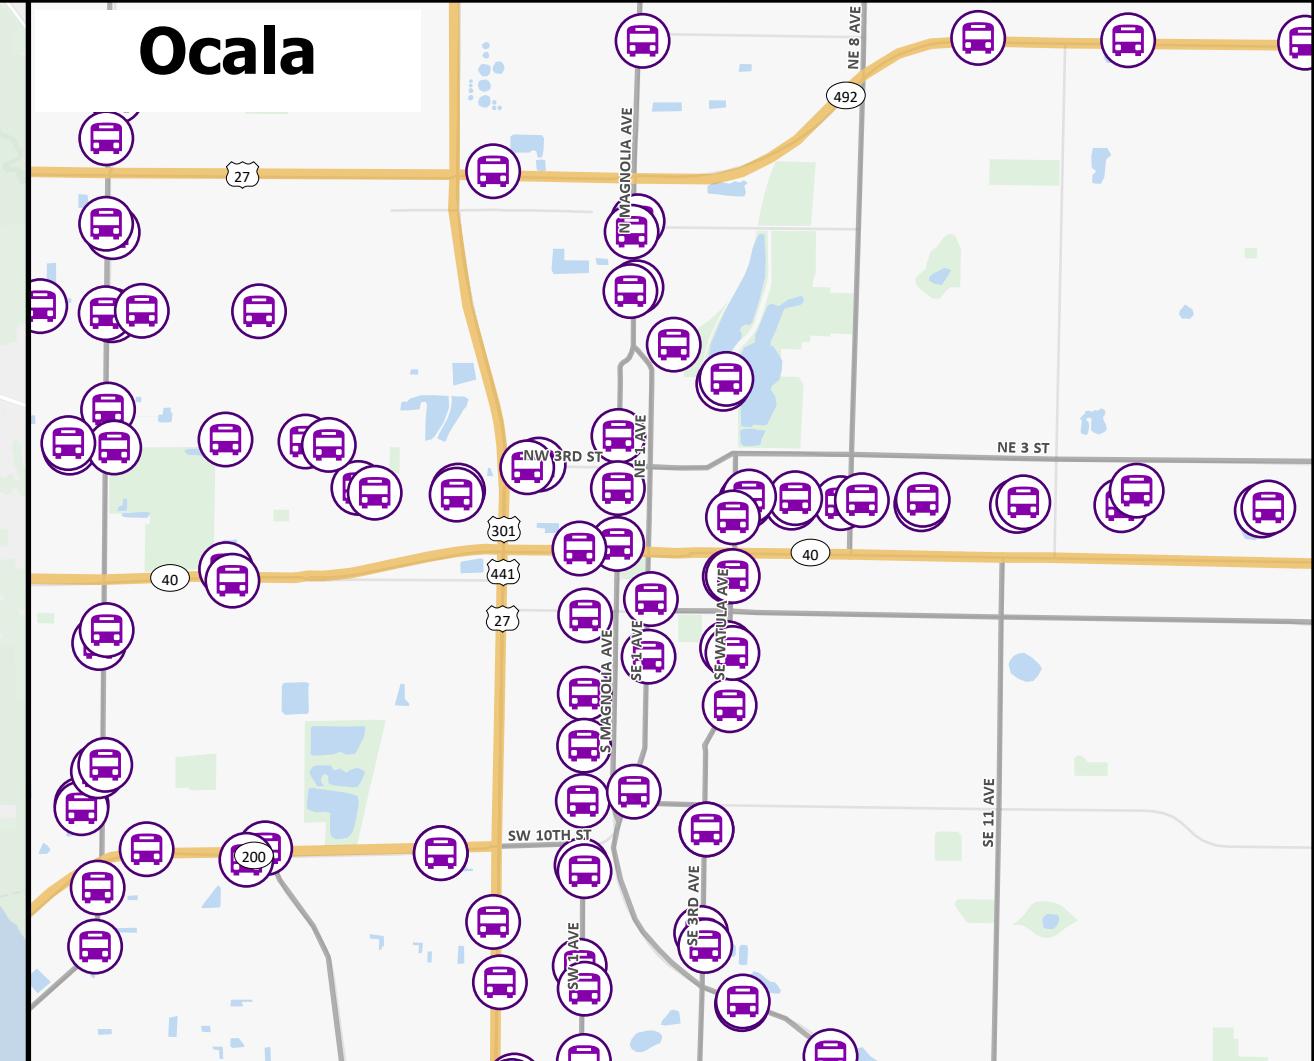 Ocala
NE 8 AVE
492
N MAGNOLIA AVE
27
NE 1 AVE
NW 3RD ST
NE 3 ST
301
40
441
40
27
SE WATULA AVE
SE 1 AVE
S MAGNOLIA AVE
SE 11 AVE
SW 10TH ST
200
SE 3RD AVE
SW 1 AVE